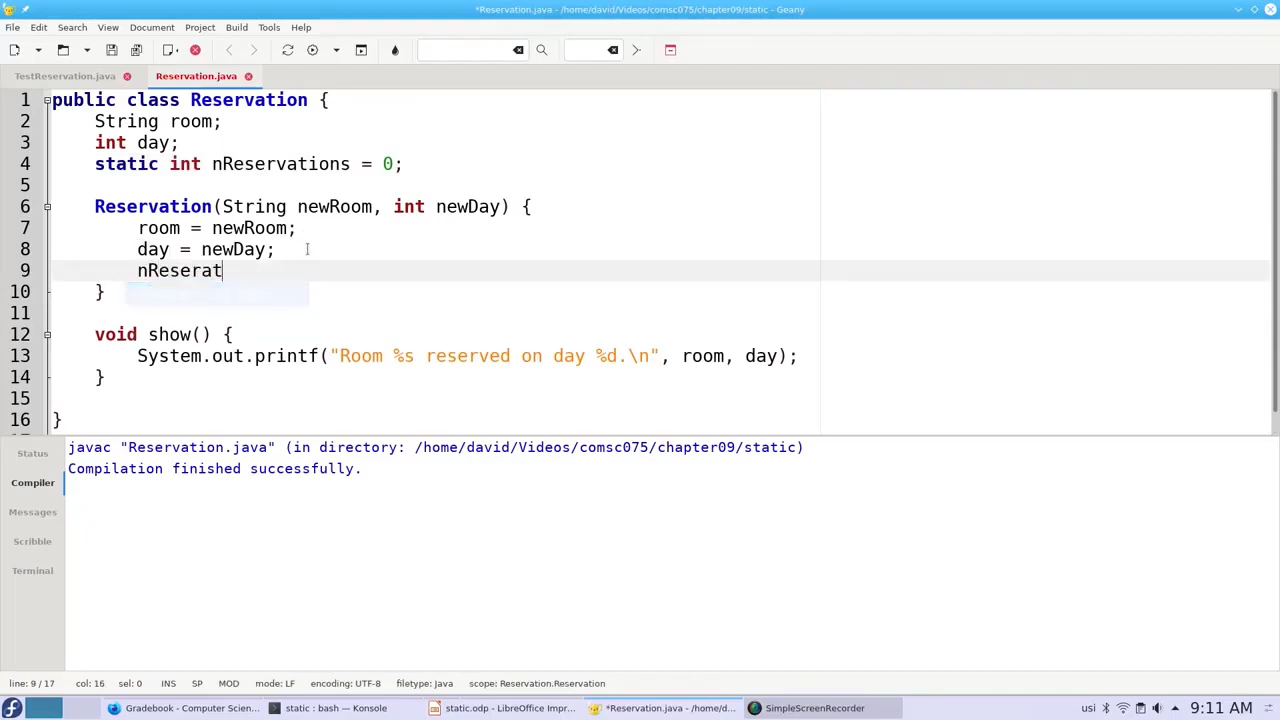 *Reservation.java - /home/david/Videos/comsc075/chapter09/static - Geany
File Edit Search View Document Project Build Tools Help
TestReservation.java Reservation.java
1 public class Reservation {
2 String room;
3 int day;
4 static int nReservations = 0;
5
6 Reservation(String newRoom, int newDay) {
7 room = newRoom;
8 day = newDay;
9 nReserat
10 }
11
12 void show() {
13 System.out.printf("Room %s reserved on day %d.\n", room, day);
14 }
15
16 }
Status
Compiler
Messages
Scribble
Terminal
javac "Reservation.java" (in directory: /home/david/Videos/comsc075/chapter09/static)
Compilation finished successfully.
line: 9 / 17 col: 16 sel: 0 INS SP MOD mode: LF encoding: UTF-8 filetype: Java scope: Reservation.Reservation
Gradebook - Computer Scien... static : bash — Konsole static.odp - LibreOffice Impr... *Reservation.java - /home/d... SimpleScreenRecorder usi 9:11 AM